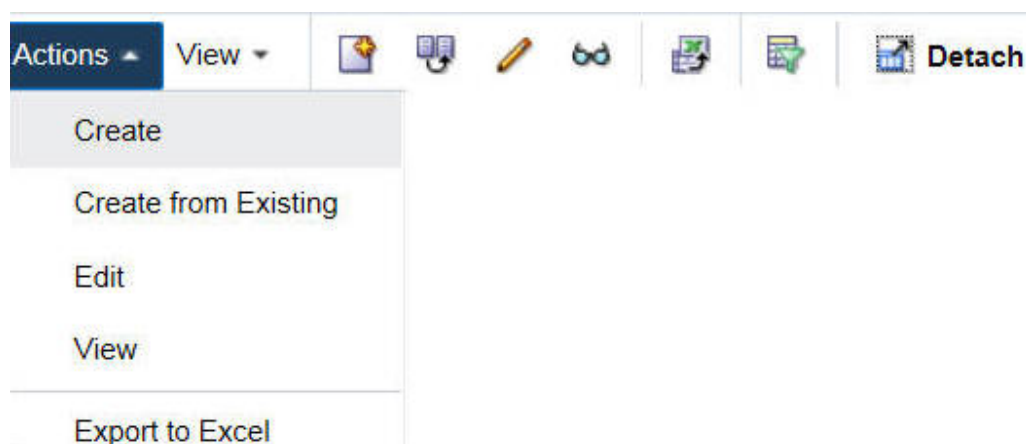 Actions View Detach
Create
Create from Existing
Edit
View
Export to Excel